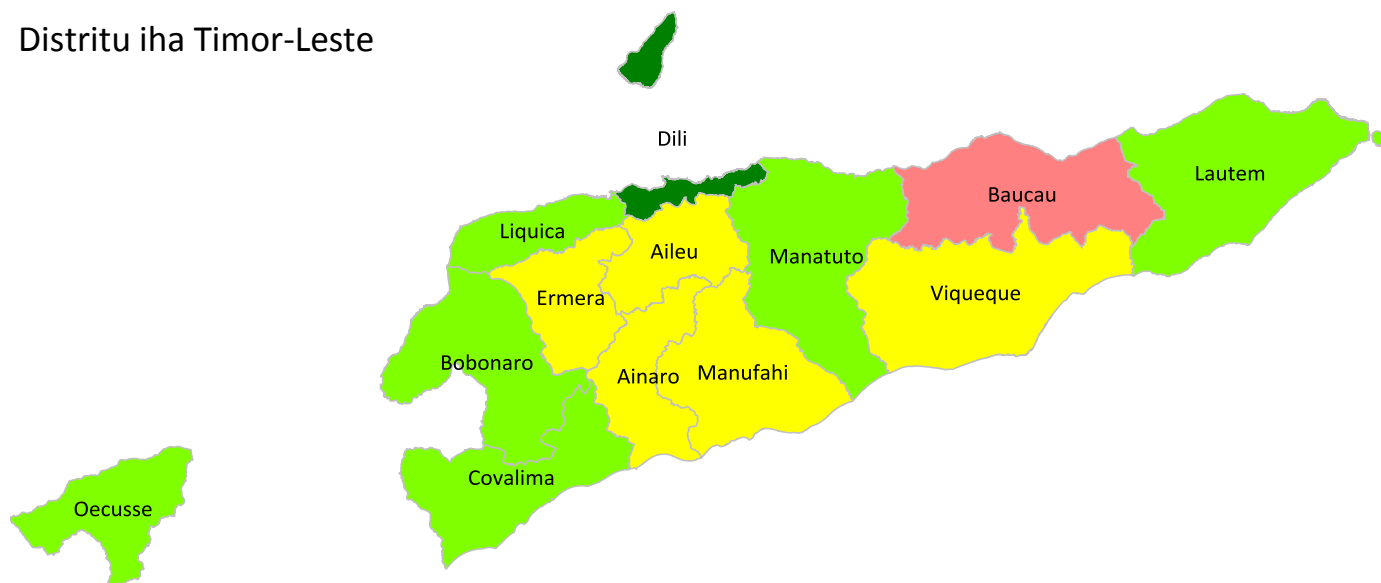 Distritu iha Timor-Leste
Dili
Lautem
Baucau
Liquica
Aileu
Manatuto
Viqueque
Ermera
Bobonaro
Ainaro
Manufahi
Covalima
Oecusse